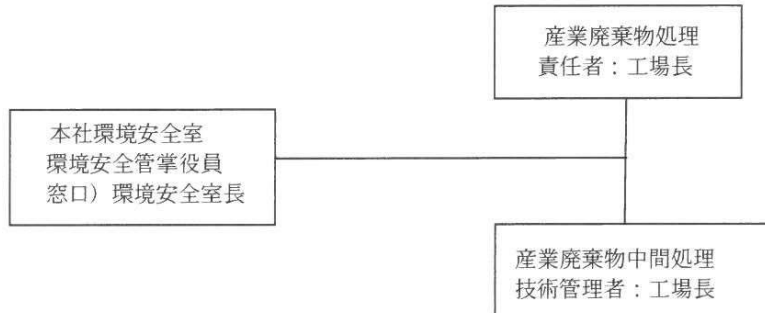 産業廃棄物処理
責任者：工場長
本社環境安全室
環境安全管掌役員
窓口）環境安全室長
産業廃棄物中間処理
技術管理者：工場長